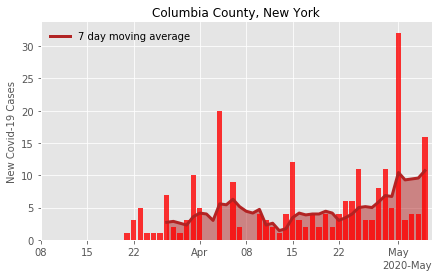 Columbia County, New York
7 day moving average
New Covid-19 Cases
30
25
20
15
10
5
0
08 15 22 Apr 08 15 22 May
2020-May